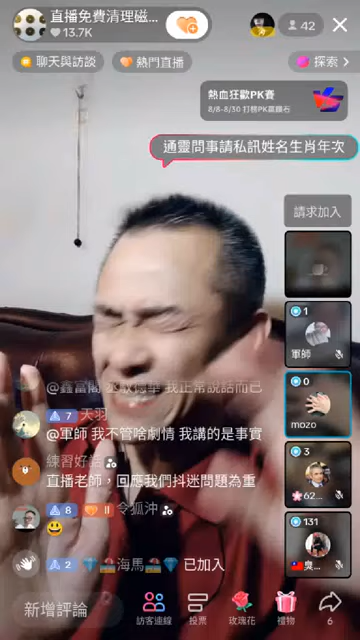 直播免費清理磁...
13.7K
42
聊天與訪談
熱門直播
探索
熱血狂歡PK賽
8/8-8/30 打榜PK贏鑽石
通靈問事請私訊姓名生肖年次
請求加入
1
軍師
0
mozo
3
62...
131
臭...
我正常說話而已
7 天羽
@軍師 我不管啥劇情 我講的是事實
練習好話
直播老師，回應我們抖迷問題為重
8 II 令狐沖
2 海馬 已加入
新增評論
訪客連線
投票
玫瑰花
禮物
6